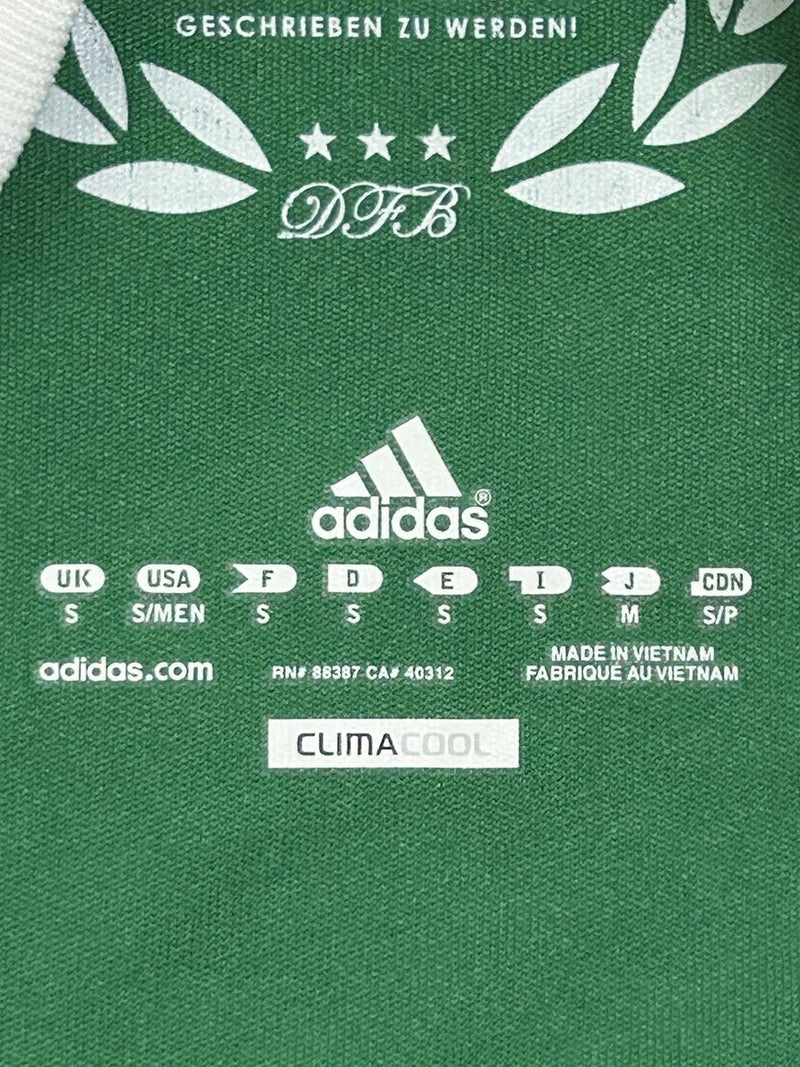 GESCHRIEBEN ZU WERDEN!
DFB
adidas®
UK USA F D E I J CDN
S S/MEN S S S S M S/P
adidas.com RN# 88387 CA# 40312 MADE IN VIETNAM
FABRIQUÉ AU VIETNAM
CLIMACOOL